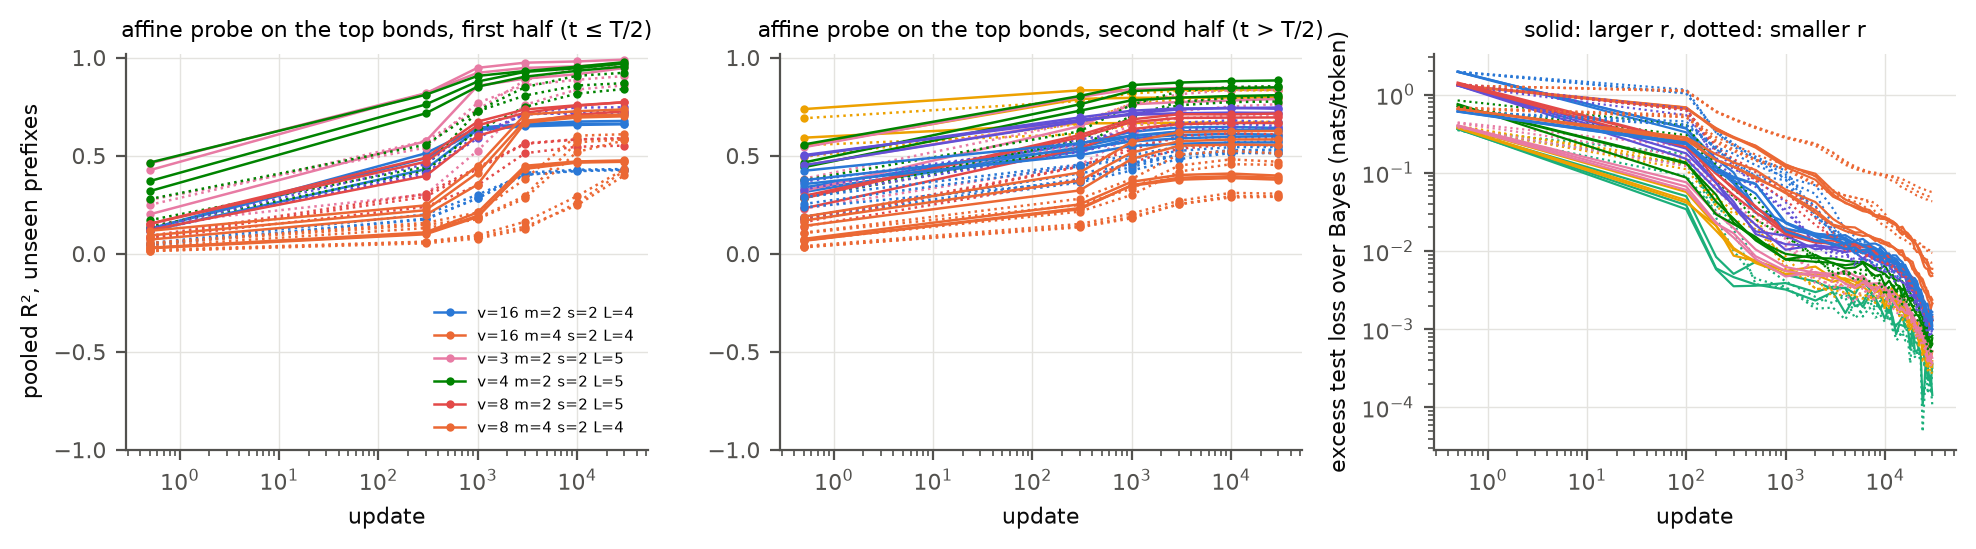 affine probe on the top bonds, first half (t ≤ T/2)
pooled R², unseen prefixes
1.0
0.5
0.0
−0.5
−1.0
v=16 m=2 s=2 L=4
v=16 m=4 s=2 L=4
v=3 m=2 s=2 L=5
v=4 m=2 s=2 L=5
v=8 m=2 s=2 L=5
v=8 m=4 s=2 L=4
10⁰ 10¹ 10² 10³ 10⁴
update
affine probe on the top bonds, second half (t > T/2)
1.0
0.5
0.0
−0.5
−1.0
10⁰ 10¹ 10² 10³ 10⁴
update
solid: larger r, dotted: smaller r
excess test loss over Bayes (nats/token)
10⁰
10⁻¹
10⁻²
10⁻³
10⁻⁴
10⁰ 10¹ 10² 10³ 10⁴
update